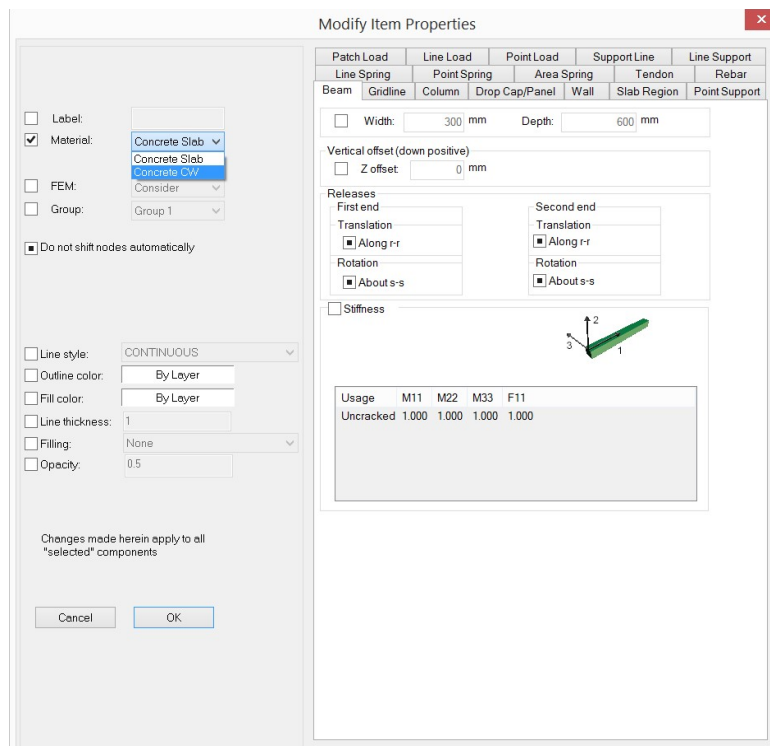 Modify Item Properties
x
Patch Load Line Load Point Load Support Line Line Support
Line Spring Point Spring Area Spring Tendon Rebar
Beam Gridline Column Drop Cap/Panel Wall Slab Region Point Support
Label:
Material: Concrete Slab
Concrete Slab
Concrete CW
FEM: Consider
Group: Group 1
Do not shift nodes automatically
Line style: CONTINUOUS
Outline color: By Layer
Fill color: By Layer
Line thickness: 1
Filling: None
Opacity: 0.5
Changes made herein apply to all
"selected" components
Cancel OK
Width: 300 mm Depth: 600 mm
Vertical offset (down positive)
Z offset: 0 mm
Releases
First end Second end
Translation Translation
Along r-r Along r-r
Rotation Rotation
About s-s About s-s
Stiffness
2
3 1
Usage M11 M22 M33 F11
Uncracked 1.000 1.000 1.000 1.000